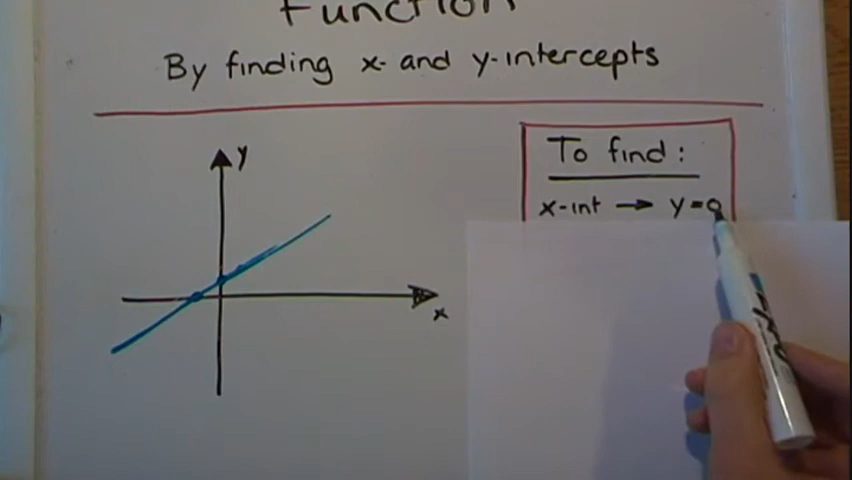 Function
By finding x- and y-intercepts
y
To find :
x-int → y=0
x